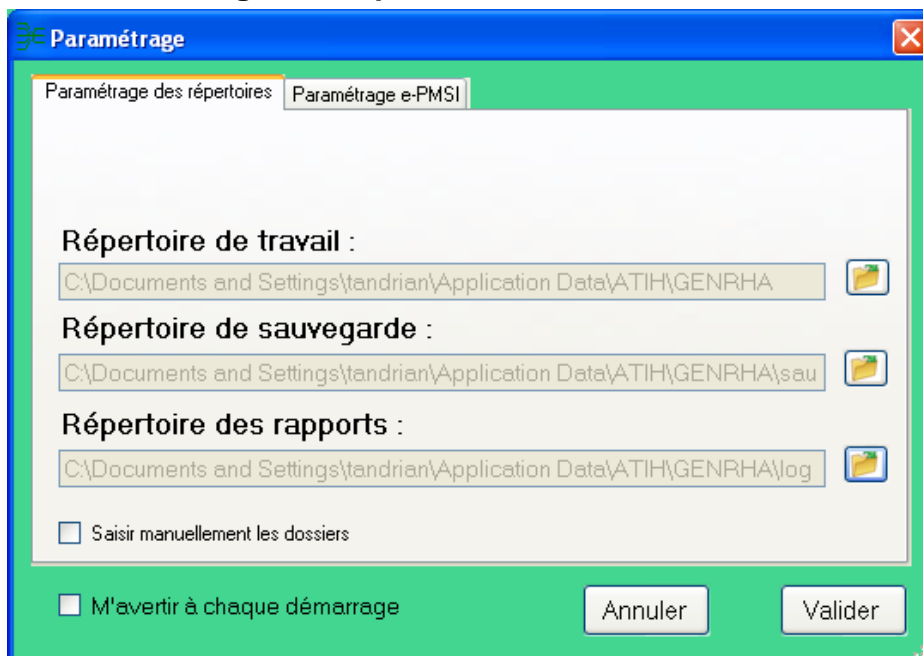 Paramétrage
Paramétrage des répertoires
Paramétrage e-PMSI
Répertoire de travail :
C:\Documents and Settings\tandrian\Application Data\ATIH\GENRHA
Répertoire de sauvegarde :
C:\Documents and Settings\tandrian\Application Data\ATIH\GENRHA\sau
Répertoire des rapports :
C:\Documents and Settings\tandrian\Application Data\ATIH\GENRHA\log
Saisir manuellement les dossiers
M'avertir à chaque démarrage
Annuler
Valider